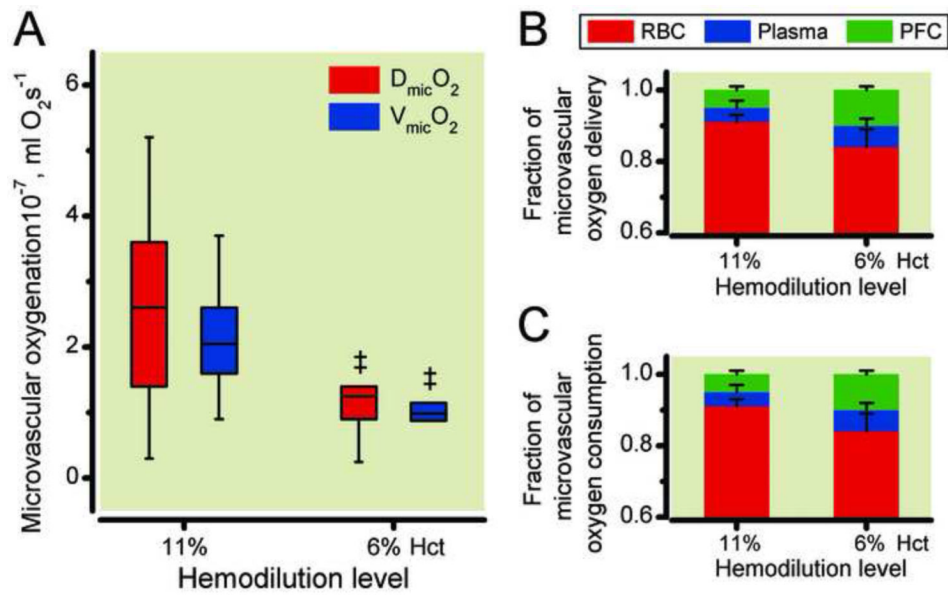 A
Microvascular oxygenation10-7, ml O2s-1
6
4
2
0
DmicO2
VmicO2
11%
6% Hct
Hemodilution level
B
RBC
Plasma
PFC
Fraction of
microvascular
oxygen delivery
1.0
0.8
0.6
11%
6% Hct
Hemodilution level
C
Fraction of
microvascular
oxygen consumption
1.0
0.8
0.6
11%
6% Hct
Hemodilution level